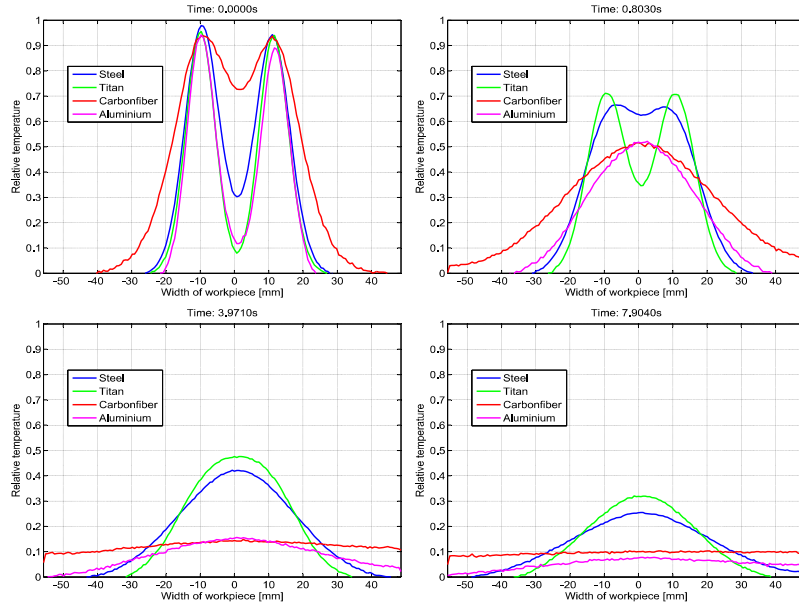 Time: 0.0000s
1
0.9
0.8
0.7
0.6
0.5
0.4
0.3
0.2
0.1
0
Relative temperature
Steel
Titan
Carbonfiber
Aluminium
-50 -40 -30 -20 -10 0 10 20 30 40
Width of workpiece [mm]
Time: 0.8030s
1
0.9
0.8
0.7
0.6
0.5
0.4
0.3
0.2
0.1
0
Relative temperature
Steel
Titan
Carbonfiber
Aluminium
-50 -40 -30 -20 -10 0 10 20 30 40
Width of workpiece [mm]
Time: 3.9710s
1
0.9
0.8
0.7
0.6
0.5
0.4
0.3
0.2
0.1
0
Relative temperature
Steel
Titan
Carbonfiber
Aluminium
-50 -40 -30 -20 -10 0 10 20 30 40
Width of workpiece [mm]
Time: 7.9040s
1
0.9
0.8
0.7
0.6
0.5
0.4
0.3
0.2
0.1
0
Relative temperature
Steel
Titan
Carbonfiber
Aluminium
-50 -40 -30 -20 -10 0 10 20 30 40
Width of workpiece [mm]